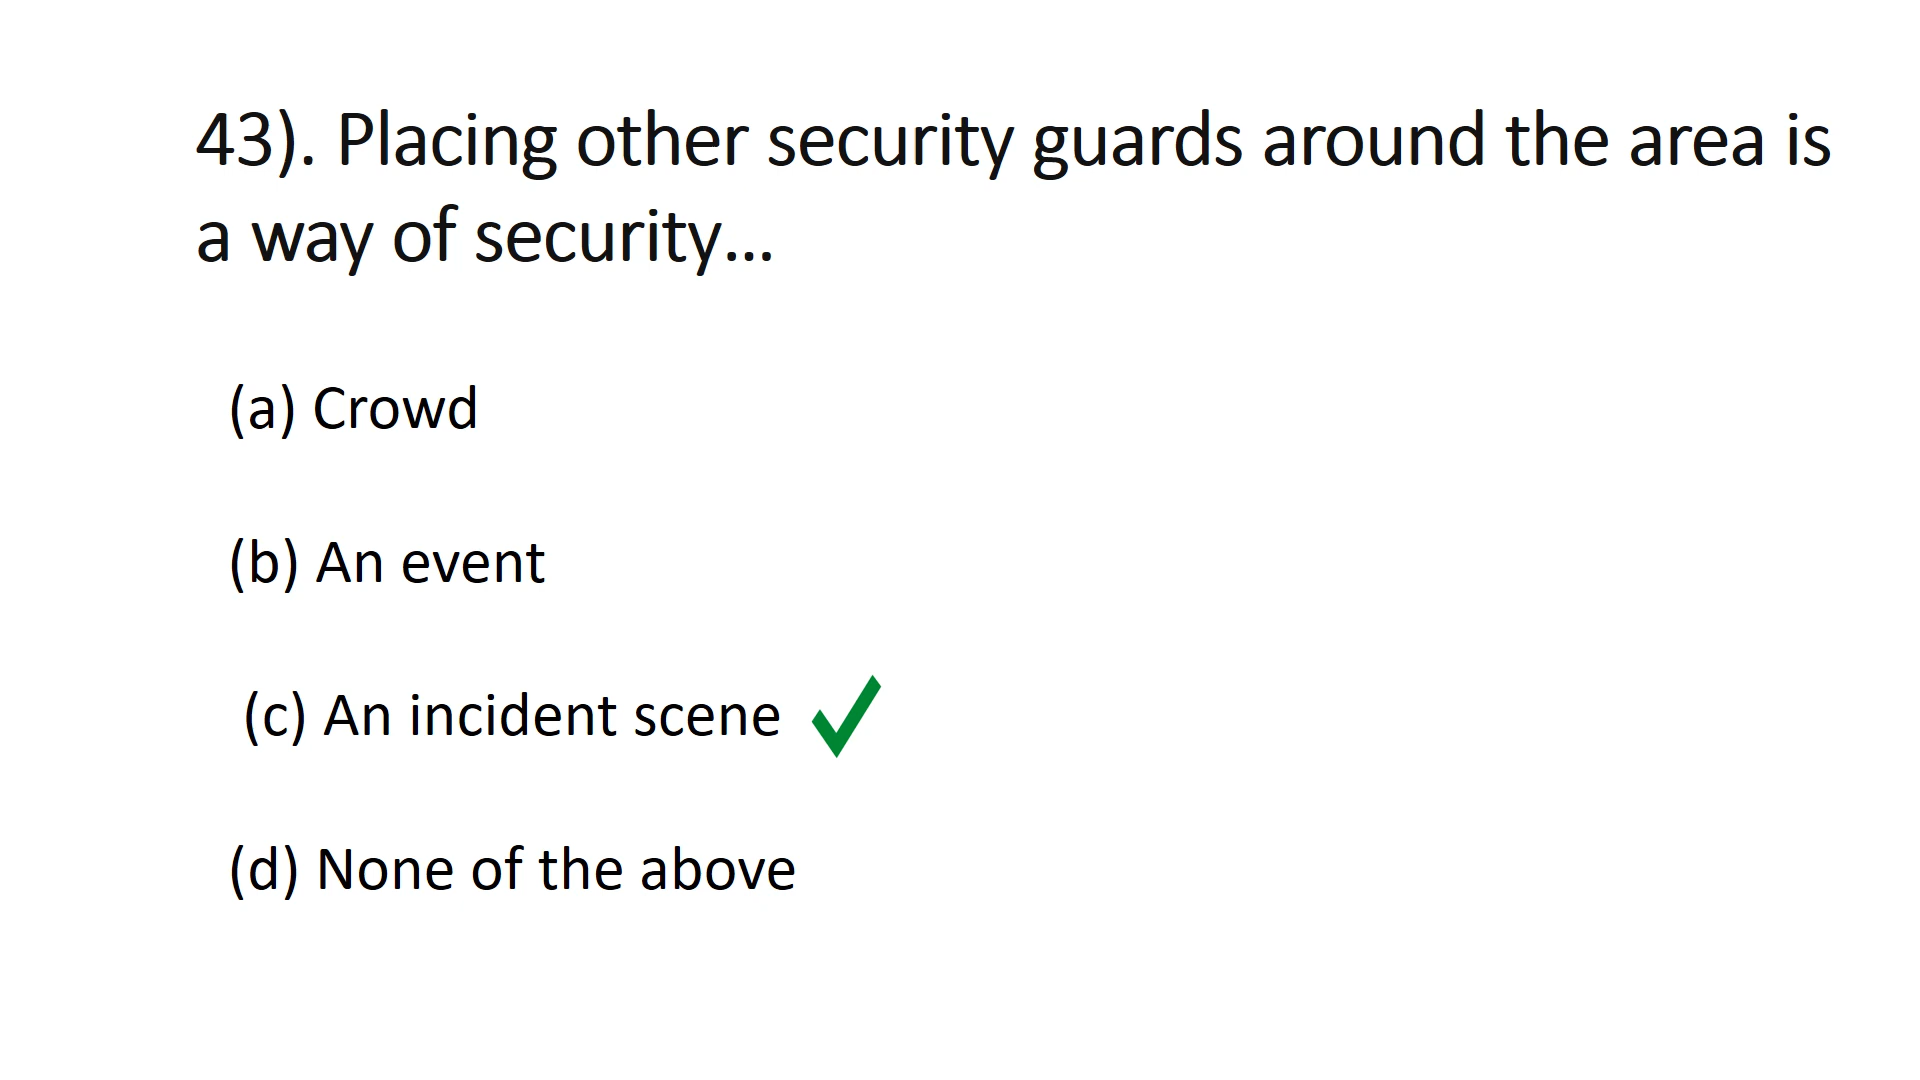 43). Placing other security guards around the area is
a way of security...
(a) Crowd
(b) An event
(c) An incident scene
(d) None of the above